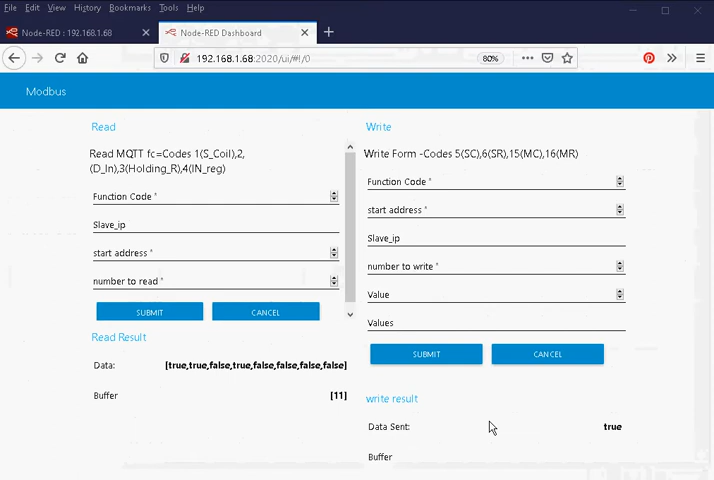 File Edit View History Bookmarks Tools Help
Node-RED : 192.168.1.68
Node-RED Dashboard
192.168.1.68:2020/ui/#!/0
80%
Modbus
Read
Read MQTT fc=Codes 1(S_Coil),2,
(D_In),3(Holding_R),4(IN_reg)
Function Code *
Slave_ip
start address *
number to read *
SUBMIT CANCEL
Read Result
Data: [true,true,false,true,false,false,false,false]
Buffer [11]
Write
Write Form -Codes 5(SC),6(SR),15(MC),16(MR)
Function Code *
start address *
Slave_ip
number to write *
Value
Values
SUBMIT CANCEL
write result
Data Sent: true
Buffer